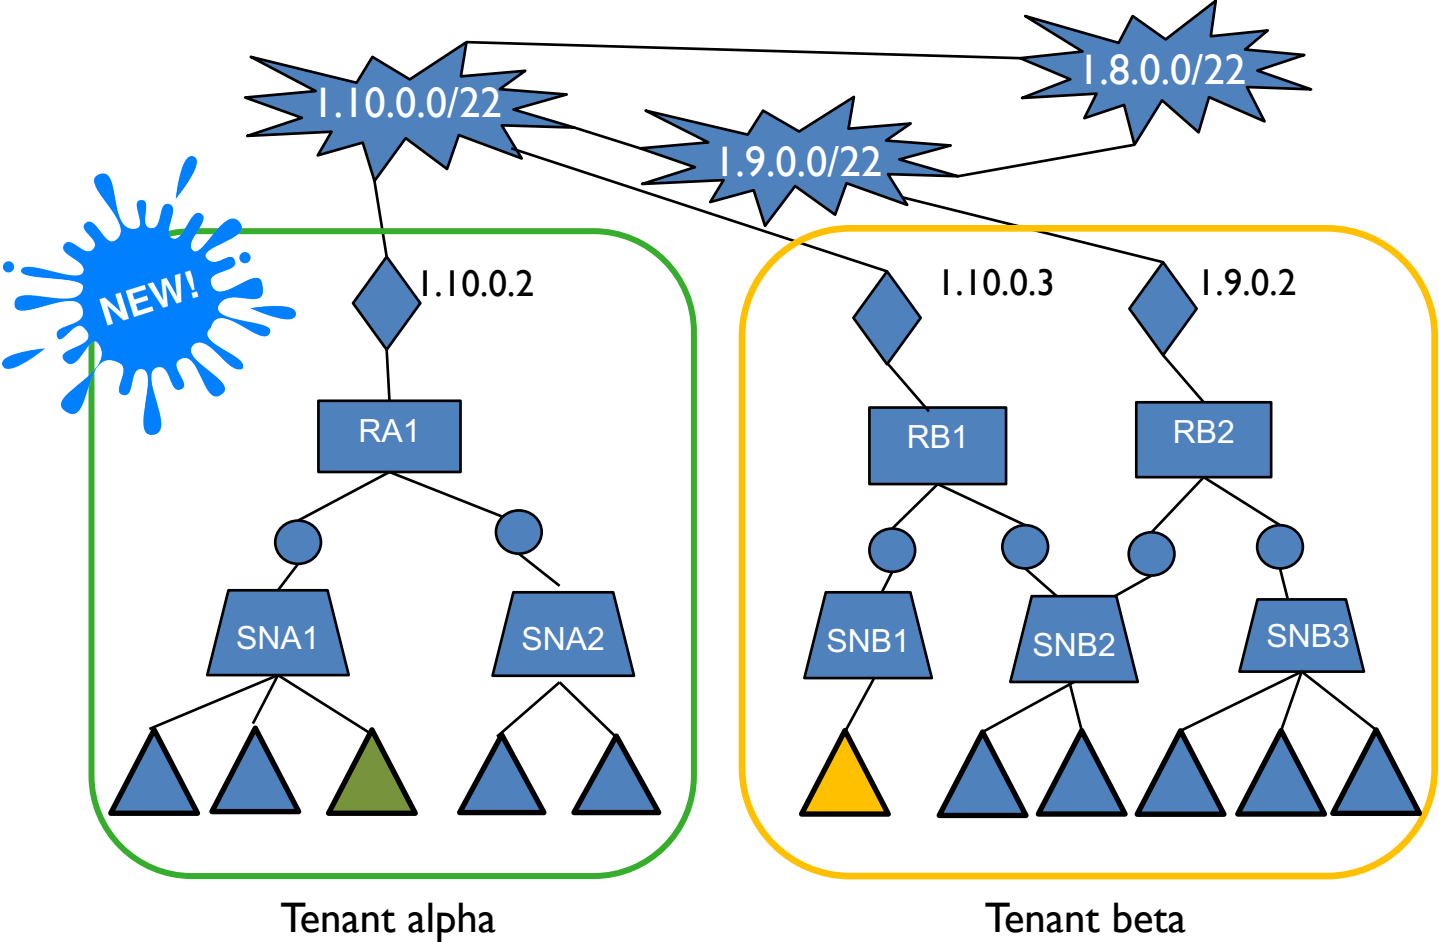 1.8.0.0/22
1.10.0.0/22
1.9.0.0/22
NEW!
1.10.0.2
1.10.0.3
1.9.0.2
RA1
RB1
RB2
SNA1
SNA2
SNB1
SNB2
SNB3
Tenant alpha
Tenant beta